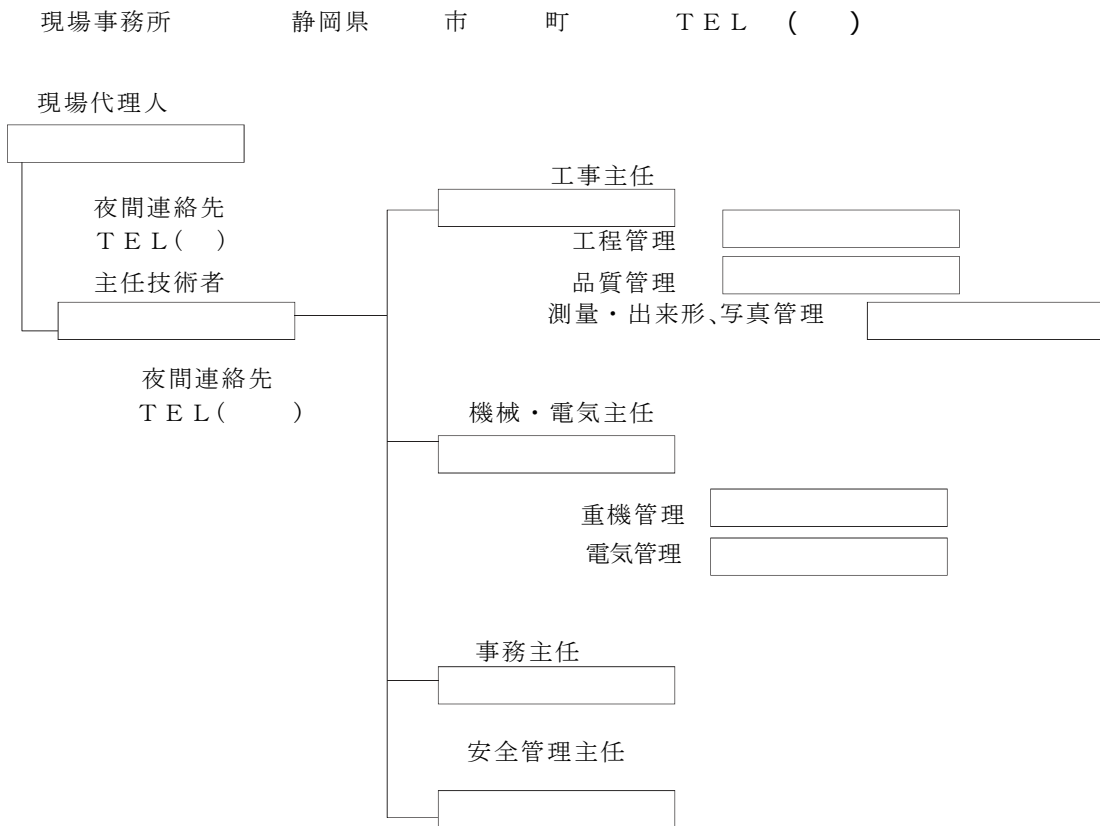 現場事務所　静岡県　市　町　ＴＥＬ　(　)
現場代理人
夜間連絡先
ＴＥＬ(　)
主任技術者
夜間連絡先
ＴＥＬ(　)
工事主任
工程管理
品質管理
測量・出来形、写真管理
機械・電気主任
重機管理
電気管理
事務主任
安全管理主任